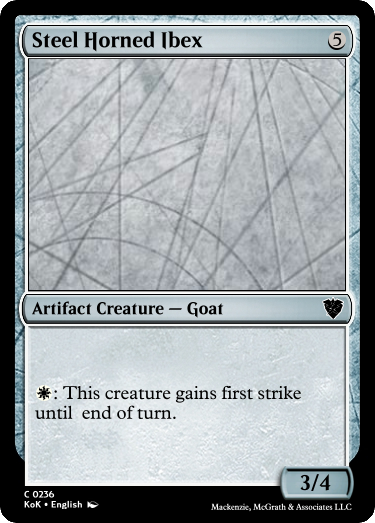 Steel Horned Ibex 5
Artifact Creature — Goat
: This creature gains first strike
until end of turn.
3/4
C 0236
KoK • English
Mackenzie, McGrath & Associates LLC